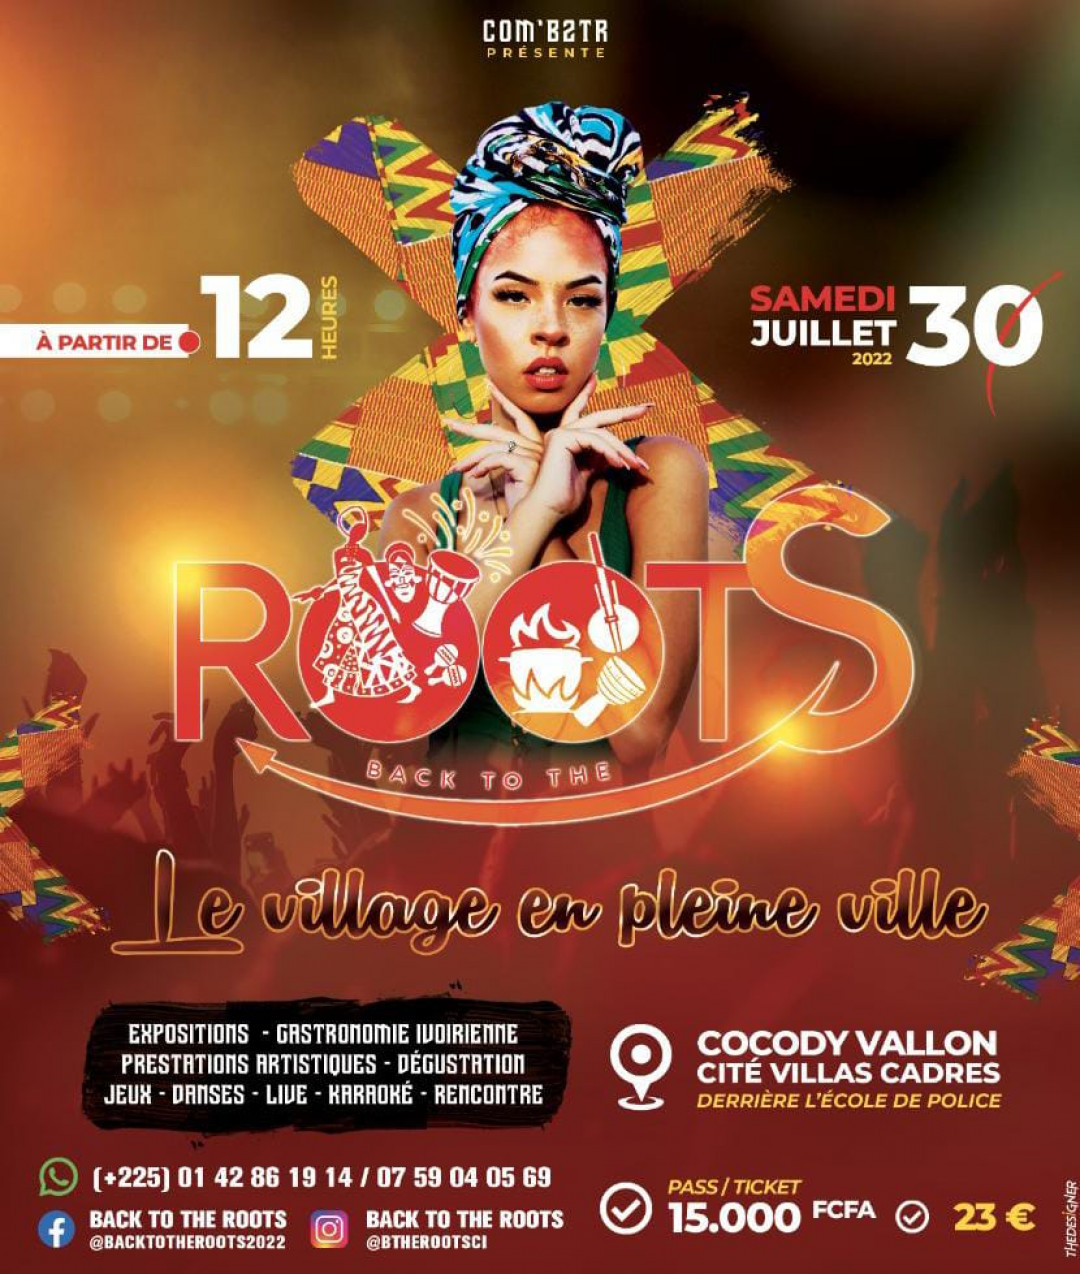 COM'B2TR
PRÉSENTE
À PARTIR DE 12 HEURES
SAMEDI
JUILLET 30
2022
ROOTS
BACK TO THE
Le village en pleine ville
EXPOSITIONS - GASTRONOMIE IVOIRIENNE
PRESTATIONS ARTISTIQUES - DÉGUSTATION
JEUX - DANSES - LIVE - KARAOKÉ - RENCONTRE
COCODY VALLON
CITÉ VILLAS CADRES
DERRIÈRE L'ÉCOLE DE POLICE
(+225) 01 42 86 19 14 / 07 59 04 05 69
BACK TO THE ROOTS
@BACKTOTHEROOTS2022
BACK TO THE ROOTS
@BTHEROOTSCI
PASS / TICKET
15.000 FCFA
23 €
THEDESIGNER